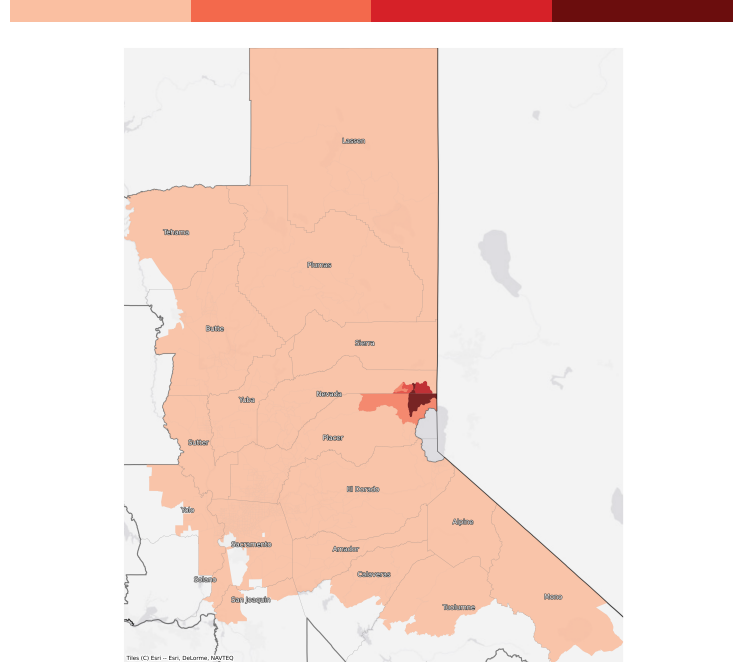 Lassen
Tehama
Plumas
Butte
Sierra
Nevada
Yuba
Placer
Sutter
El Dorado
Yolo
Alpine
Sacramento
Amador
Calaveras
Solano
San Joaquin
Mono
Tuolumne
Tiles (C) Esri -- Esri, DeLorme, NAVTEQ